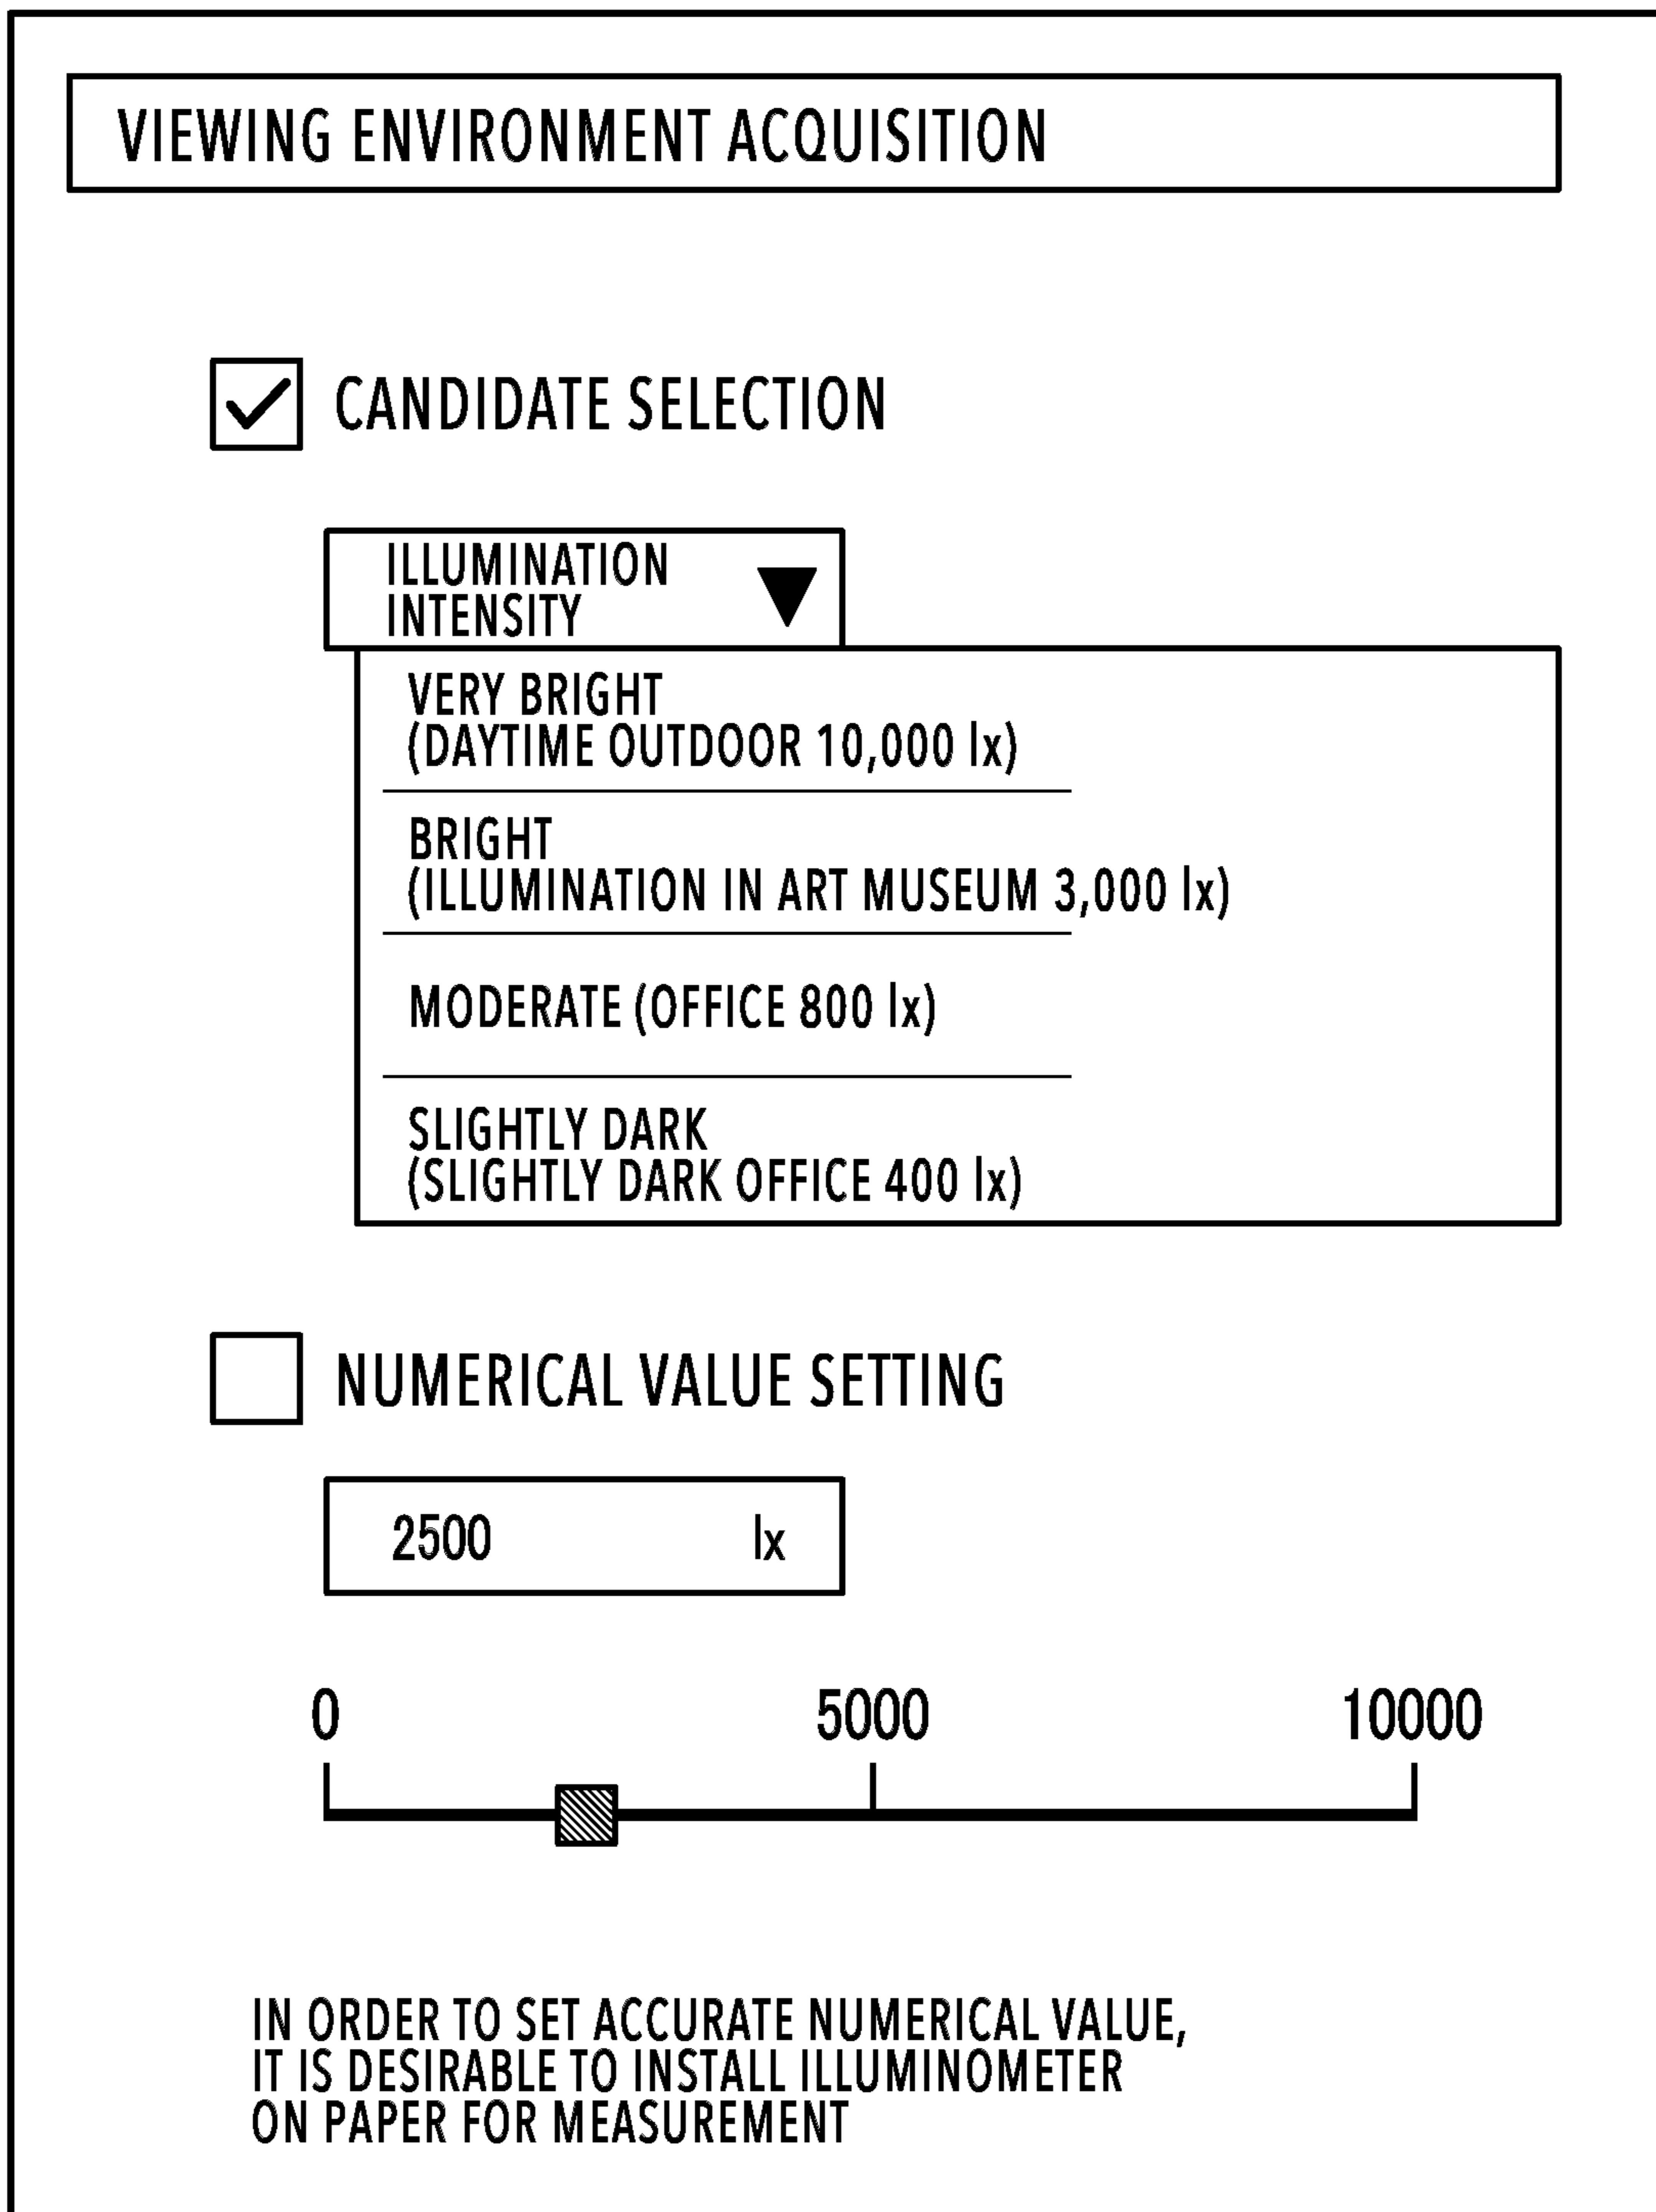 VIEWING ENVIRONMENT ACQUISITION
CANDIDATE SELECTION
ILLUMINATION
INTENSITY
VERY BRIGHT
(DAYTIME OUTDOOR 10,000 lx)
BRIGHT
(ILLUMINATION IN ART MUSEUM 3,000 lx)
MODERATE (OFFICE 800 lx)
SLIGHTLY DARK
(SLIGHTLY DARK OFFICE 400 lx)
NUMERICAL VALUE SETTING
2500 lx
0 5000 10000
IN ORDER TO SET ACCURATE NUMERICAL VALUE,
IT IS DESIRABLE TO INSTALL ILLUMINOMETER
ON PAPER FOR MEASUREMENT